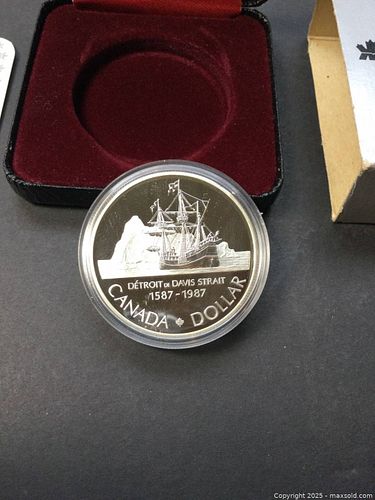 DÉTROIT DE DAVIS STRAIT
1587-1987
CANADA DOLLAR
Copyright 2025 - maxsold.com